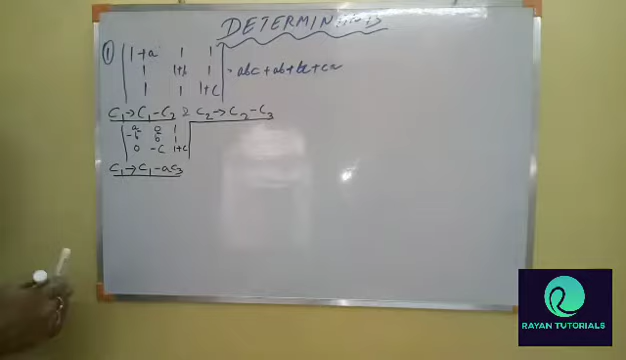 DETERMINANTS
① | 1+a 1 1 |
| 1 1+b 1 | = abc + ab + bc + ca
| 1 1 1+c |
C₁→C₁-C₂ & C₂→C₂-C₃
| a 0 1 |
| -b b 1 |
| 0 -c 1+c |
C₁→C₁-aC₃
RAYAN TUTORIALS